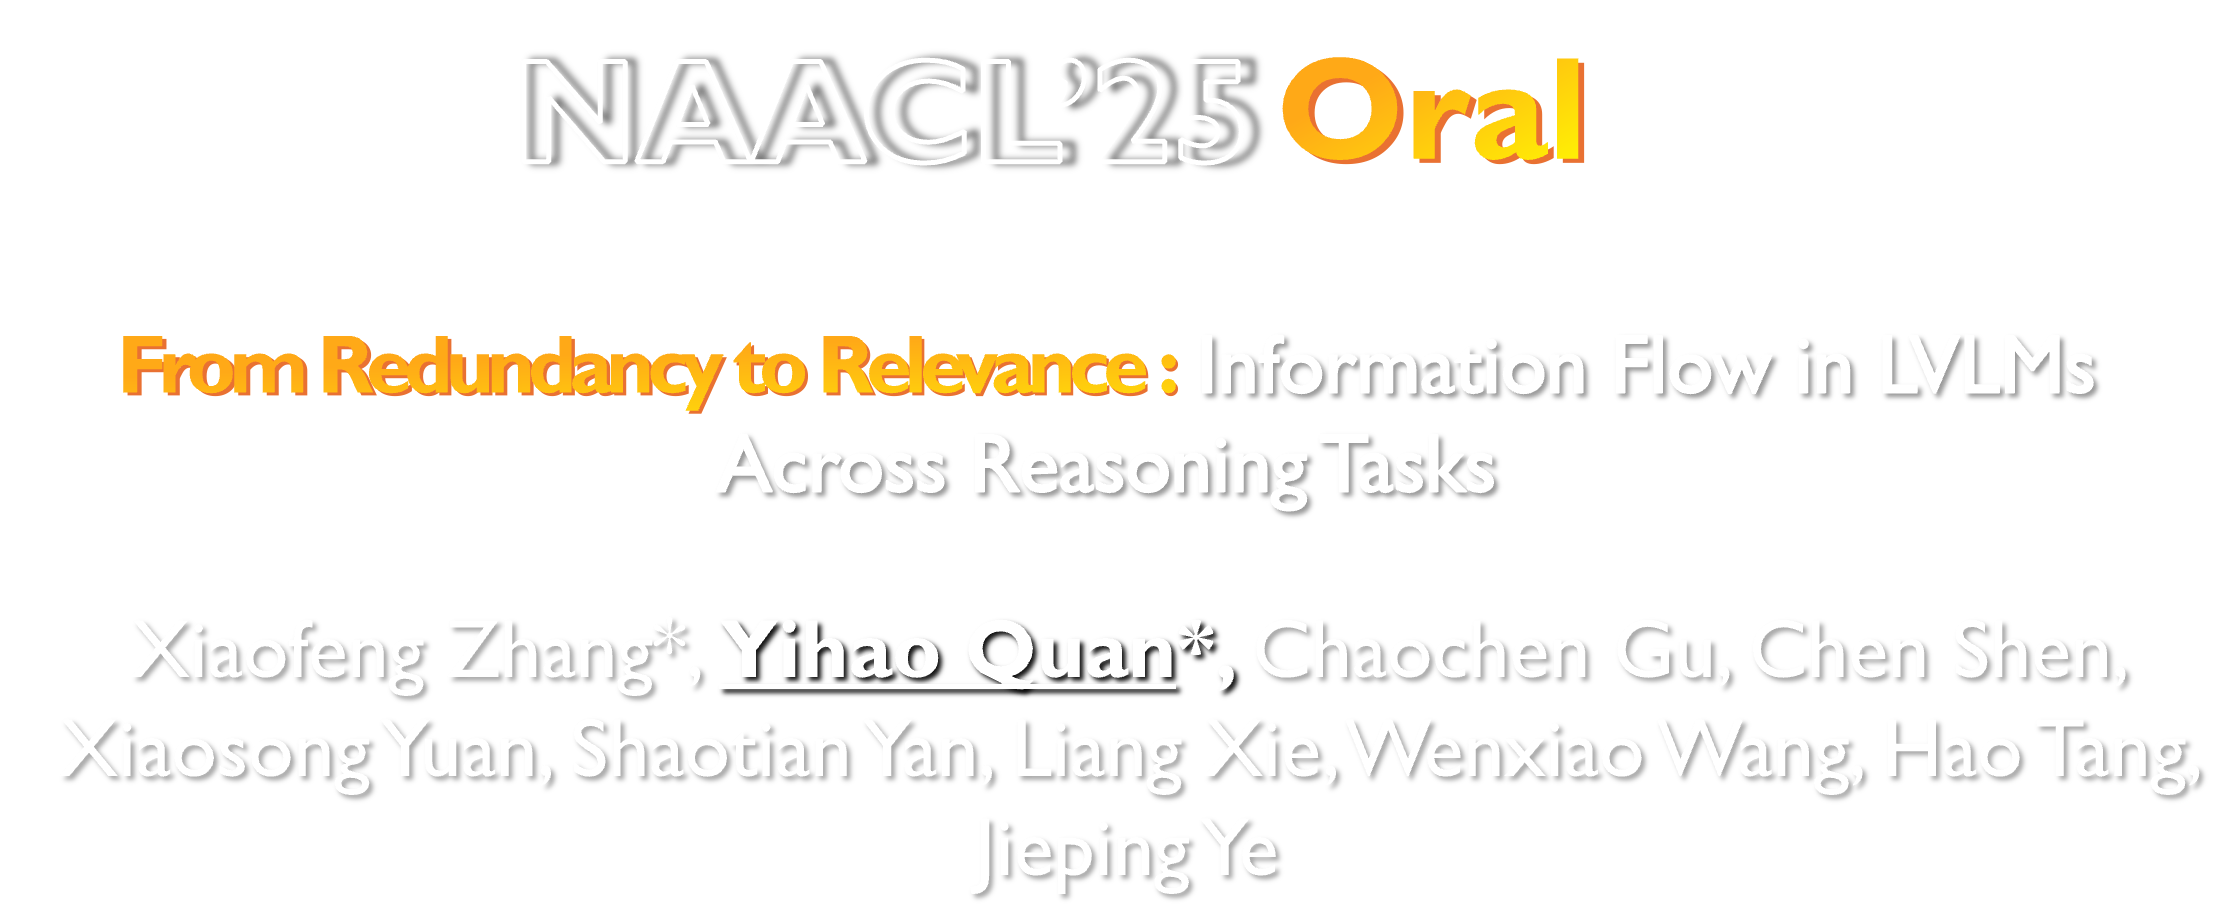 NAACL’25 Oral
From Redundancy to Relevance : Information Flow in LVLMs
Across Reasoning Tasks
Xiaofeng Zhang*, Yihao Quan*, Chaochen Gu, Chen Shen,
Xiaosong Yuan, Shaotian Yan, Liang Xie, Wenxiao Wang, Hao Tang,
Jieping Ye